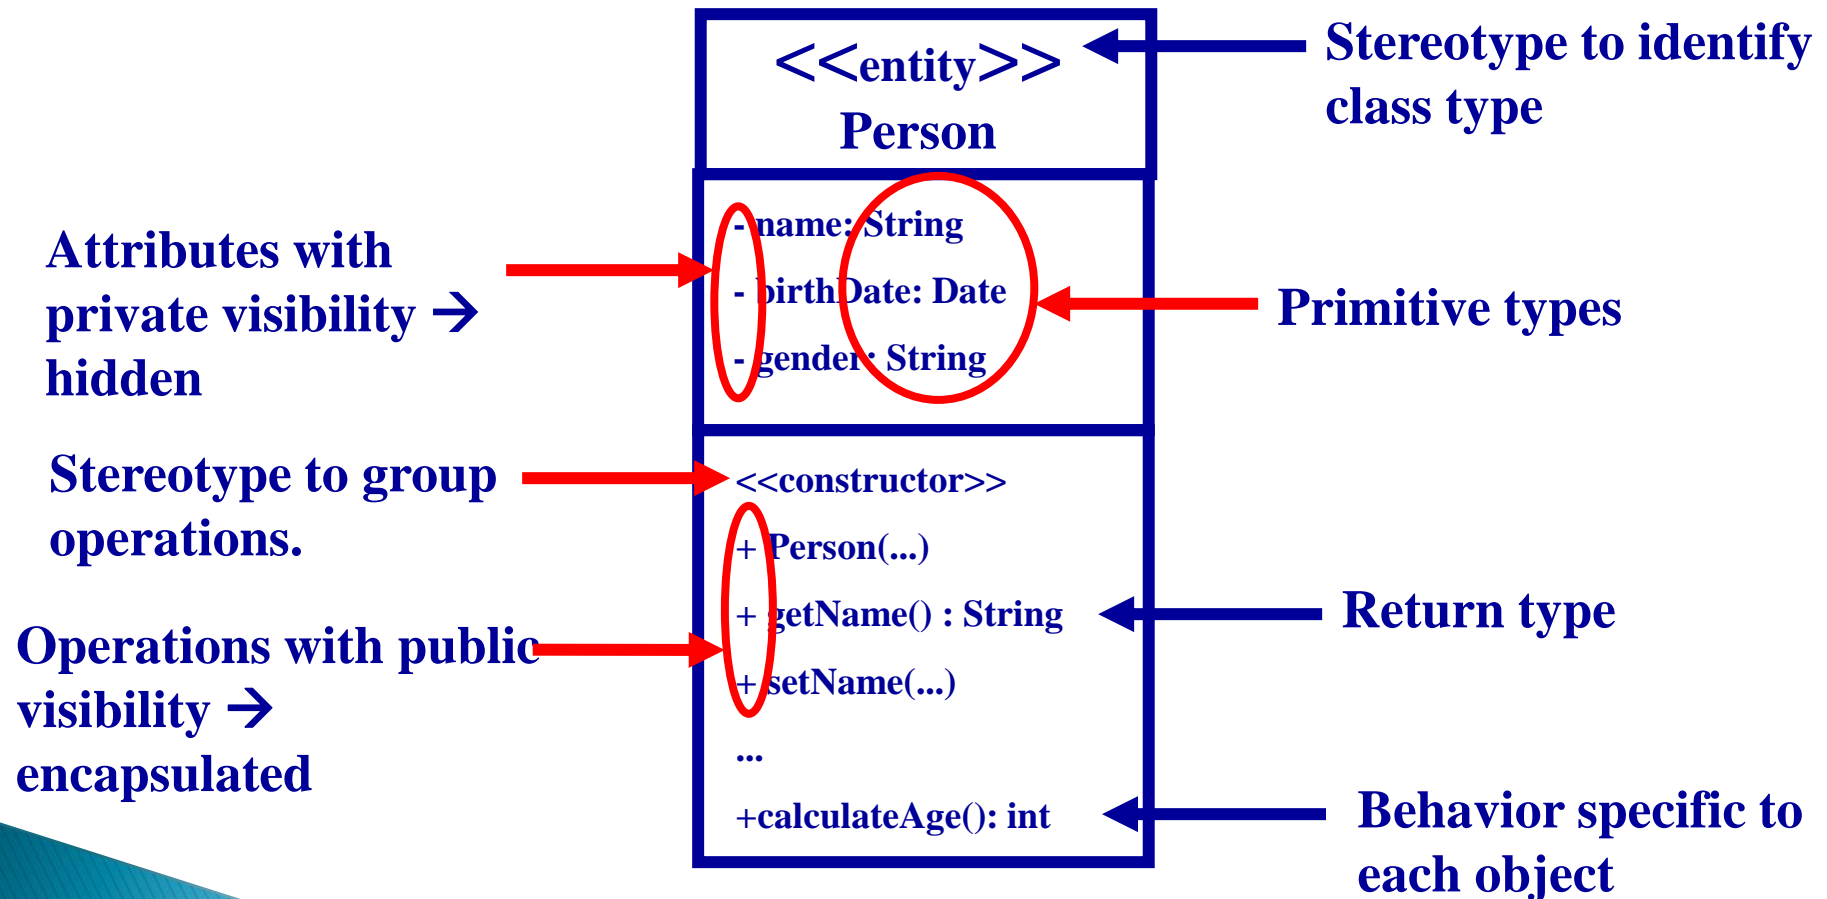 <<entity>>
Person
Stereotype to identify
class type
- name: String
- birthDate: Date
- gender: String
Attributes with
private visibility →
hidden
Primitive types
Stereotype to group
operations.
<<constructor>>
+ Person(...)
+ getName() : String
+ setName(...)
...
+calculateAge(): int
Operations with public
visibility →
encapsulated
Return type
Behavior specific to
each object